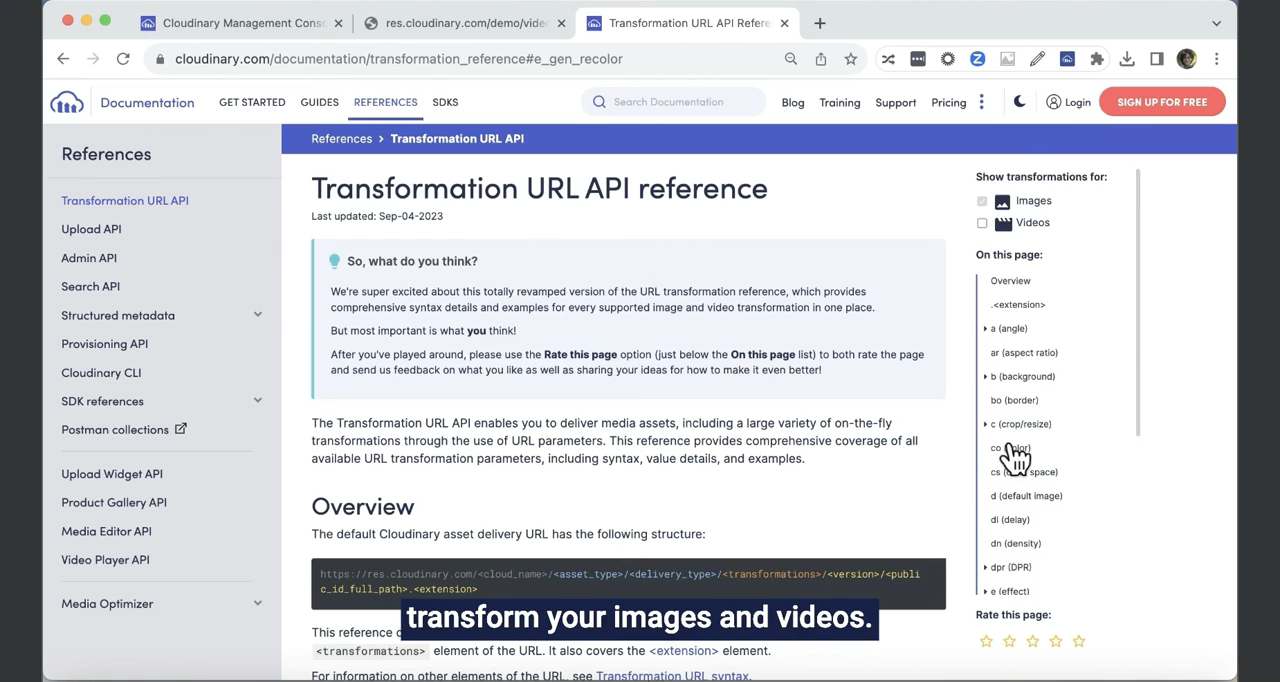 Cloudinary Management Cons
res.cloudinary.com/demo/vide
Transformation URL API Refere
cloudinary.com/documentation/transformation_reference#e_gen_recolor
Documentation
GET STARTED
GUIDES
REFERENCES
SDKS
Search Documentation
Blog
Training
Support
Pricing
Login
SIGN UP FOR FREE
References
Transformation URL API
Upload API
Admin API
Search API
Structured metadata
Provisioning API
Cloudinary CLI
SDK references
Postman collections
Upload Widget API
Product Gallery API
Media Editor API
Video Player API
Media Optimizer
References > Transformation URL API
Transformation URL API reference
Last updated: Sep-04-2023
So, what do you think?
We're super excited about this totally revamped version of the URL transformation reference, which provides
comprehensive syntax details and examples for every supported image and video transformation in one place.
But most important is what you think!
After you've played around, please use the Rate this page option (just below the On this page list) to both rate the page
and send us feedback on what you like as well as sharing your ideas for how to make it even better!
The Transformation URL API enables you to deliver media assets, including a large variety of on-the-fly
transformations through the use of URL parameters. This reference provides comprehensive coverage of all
available URL transformation parameters, including syntax, value details, and examples.
Overview
The default Cloudinary asset delivery URL has the following structure:
https://res.cloudinary.com/<cloud_name>/<asset_type>/<delivery_type>/<transformations>/<version>/<publi
c_id_full_path>.<extension>
This reference
<transformations> element of the URL. It also covers the <extension> element.
For information on other elements of the URL, see Transformation URL syntax.
transform your images and videos.
Show transformations for:
Images
Videos
On this page:
Overview
.<extension>
a (angle)
ar (aspect ratio)
b (background)
bo (border)
c (crop/resize)
co
cs space)
d (default image)
dl (delay)
dn (density)
dpr (DPR)
e (effect)
Rate this page: